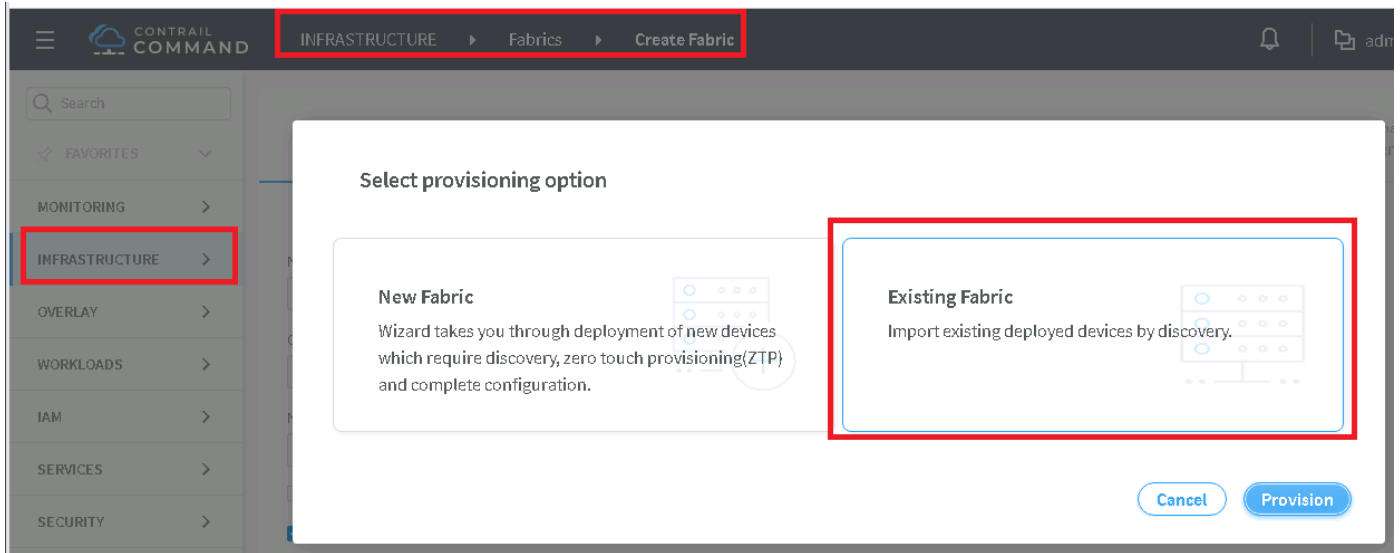 CONTRAIL
COMMAND
INFRASTRUCTURE Fabrics Create Fabric
Search
FAVORITES
MONITORING
INFRASTRUCTURE
OVERLAY
WORKLOADS
IAM
SERVICES
SECURITY
Select provisioning option
New Fabric
Wizard takes you through deployment of new devices
which require discovery, zero touch provisioning(ZTP)
and complete configuration.
Existing Fabric
Import existing deployed devices by discovery.
Cancel Provision